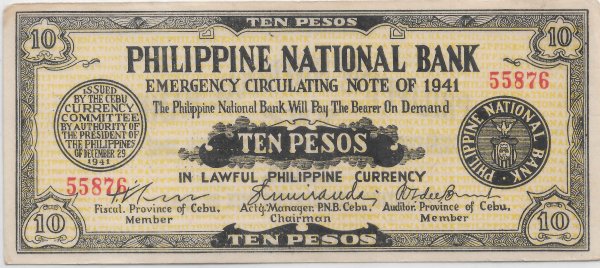 TEN PESOS
10 10
PHILIPPINE NATIONAL BANK
EMERGENCY CIRCULATING NOTE OF 1941
55876
The Philippine National Bank Will Pay The Bearer On Demand
ISSUED
BY THE CEBU
CURRENCY
COMMITTEE
BY AUTHORITY OF
THE PRESIDENT OF
THE PHILIPPINES
OF DECEMBER 29
1941
TEN PESOS
PHILIPPINE NATIONAL BANK
IN LAWFUL PHILIPPINE CURRENCY
55876
Fiscal. Province of Cebu, Act'g. Manager, P.N.B. Cebu, Auditor. Province of Cebu,
Member Chairman Member
10 10
TEN PESOS